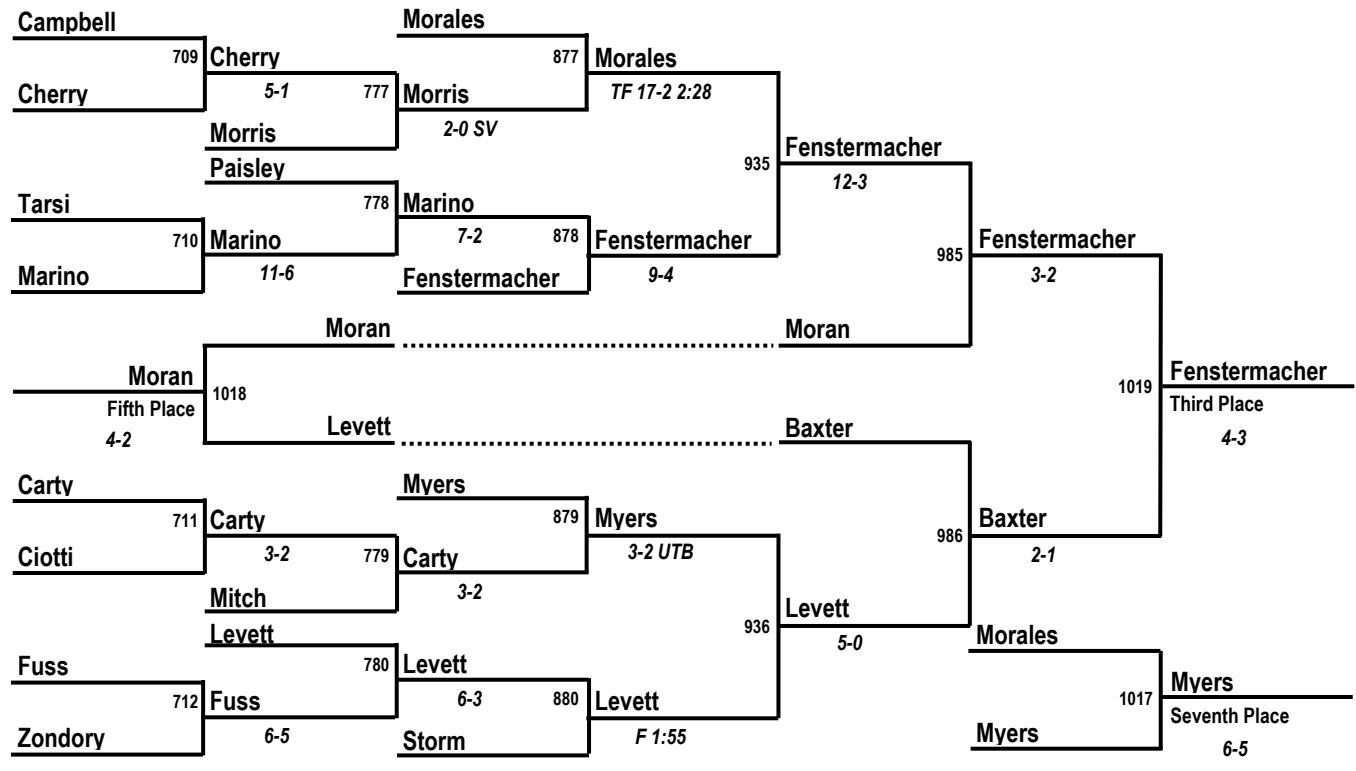 Campbell
Morales
709
Cherry
877
Morales
Cherry
5-1
777
Morris
TF 17-2 2:28
Morris
2-0 SV
Paisley
935
Fenstermacher
12-3
Tarsi
778
Marino
710
Marino
7-2
878
Fenstermacher
985
Fenstermacher
Marino
11-6
Fenstermacher
9-4
3-2
Moran
Moran
Moran
1018
1019
Fenstermacher
Fifth Place
Third Place
4-2
Levett
Baxter
4-3
Carty
Myers
711
Carty
879
Myers
986
Baxter
Ciotti
3-2
779
Carty
3-2 UTB
2-1
Mitch
3-2
Levett
936
Levett
5-0
Morales
Fuss
780
Levett
712
Fuss
6-3
880
Levett
1017
Myers
Seventh Place
Zondory
6-5
Storm
F 1:55
Myers
6-5